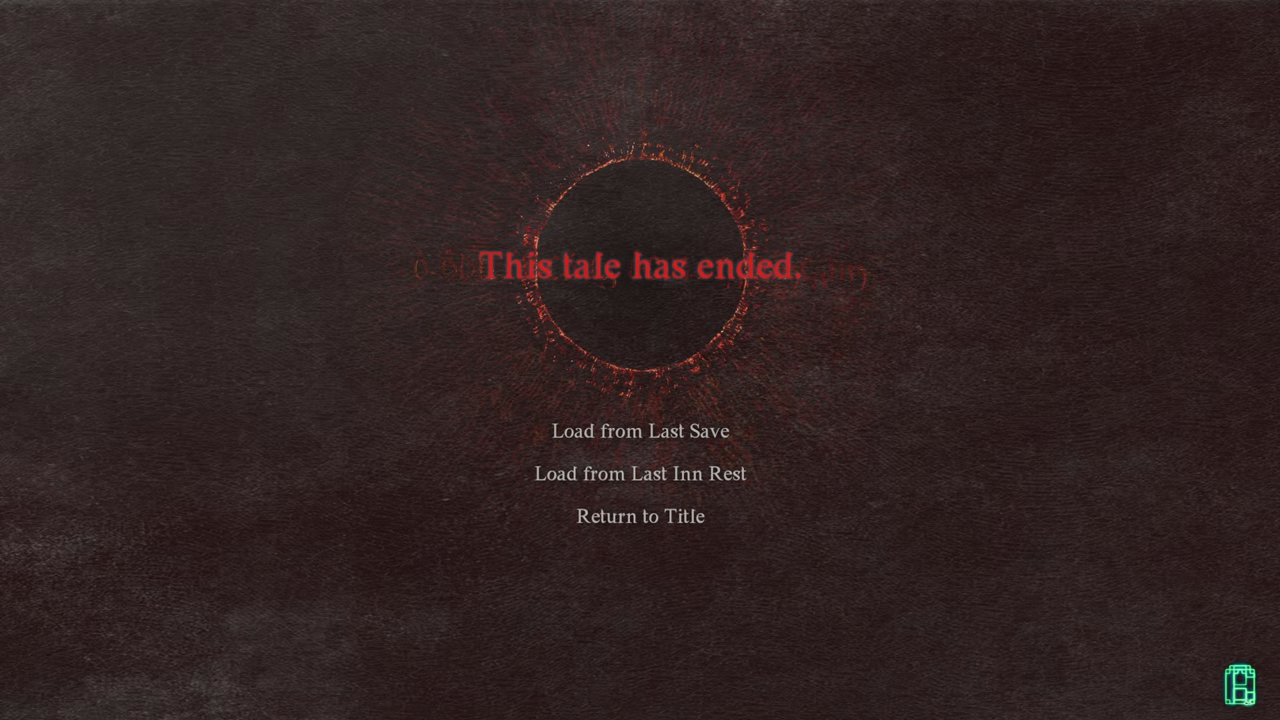 This tale has ended.
Load from Last Save
Load from Last Inn Rest
Return to Title